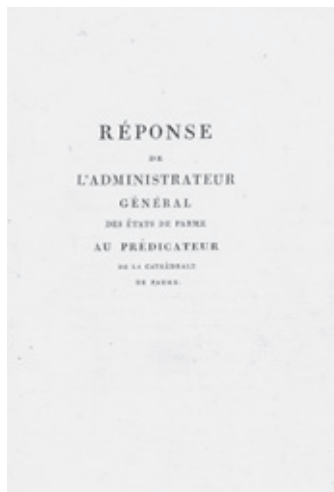 RÉPONSE
DE
L'ADMINISTRATEUR
GÉNÉRAL
DES ÉTATS DE PARME
AU PRÉDICATEUR
DE LA CATHÉDRALE
DE PARME.